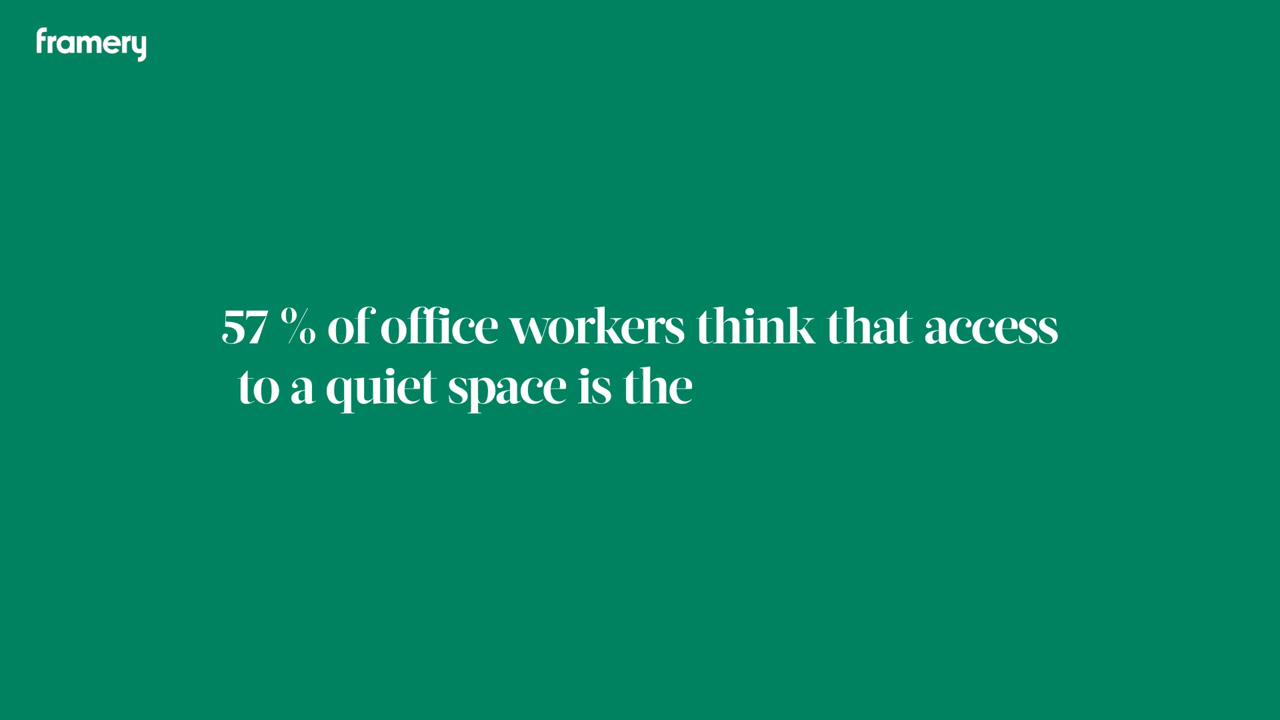 framery
57 % of office workers think that access
to a quiet space is the